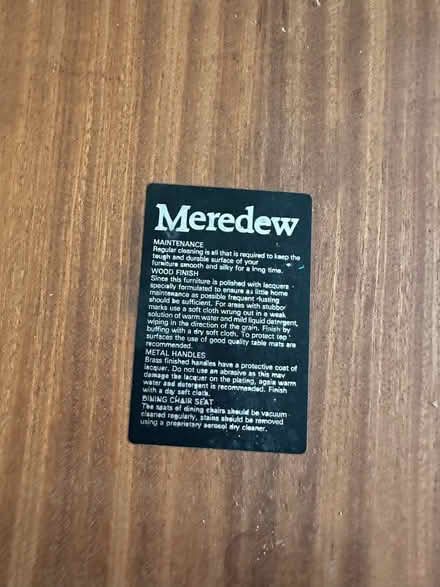 Meredew
MAINTENANCE
Regular cleaning is all that is required to keep the
tough and durable surface of your
furniture smooth and silky for a long time.
WOOD FINISH
Since this furniture is polished with lacquers
specially formulated to ensure as little home
maintenance as possible frequent dusting
should be sufficient. For areas with stubborn
marks use a soft cloth wrung out in a weak
solution of warm water and mild liquid detergent,
wiping in the direction of the grain. Finish by
buffing with a dry soft cloth. To protect top
surfaces the use of good quality table mats are
recommended.
METAL HANDLES
Brass finished handles have a protective coat of
lacquer. Do not use an abrasive as this may
damage the lacquer on the plating, again warm
water and detergent is recommended. Finish
with a dry soft cloth.
DINING CHAIR SEAT
The seats of dining chairs should be vacuum
cleaned regularly, stains should be removed
using a proprietary aerosol dry cleaner.